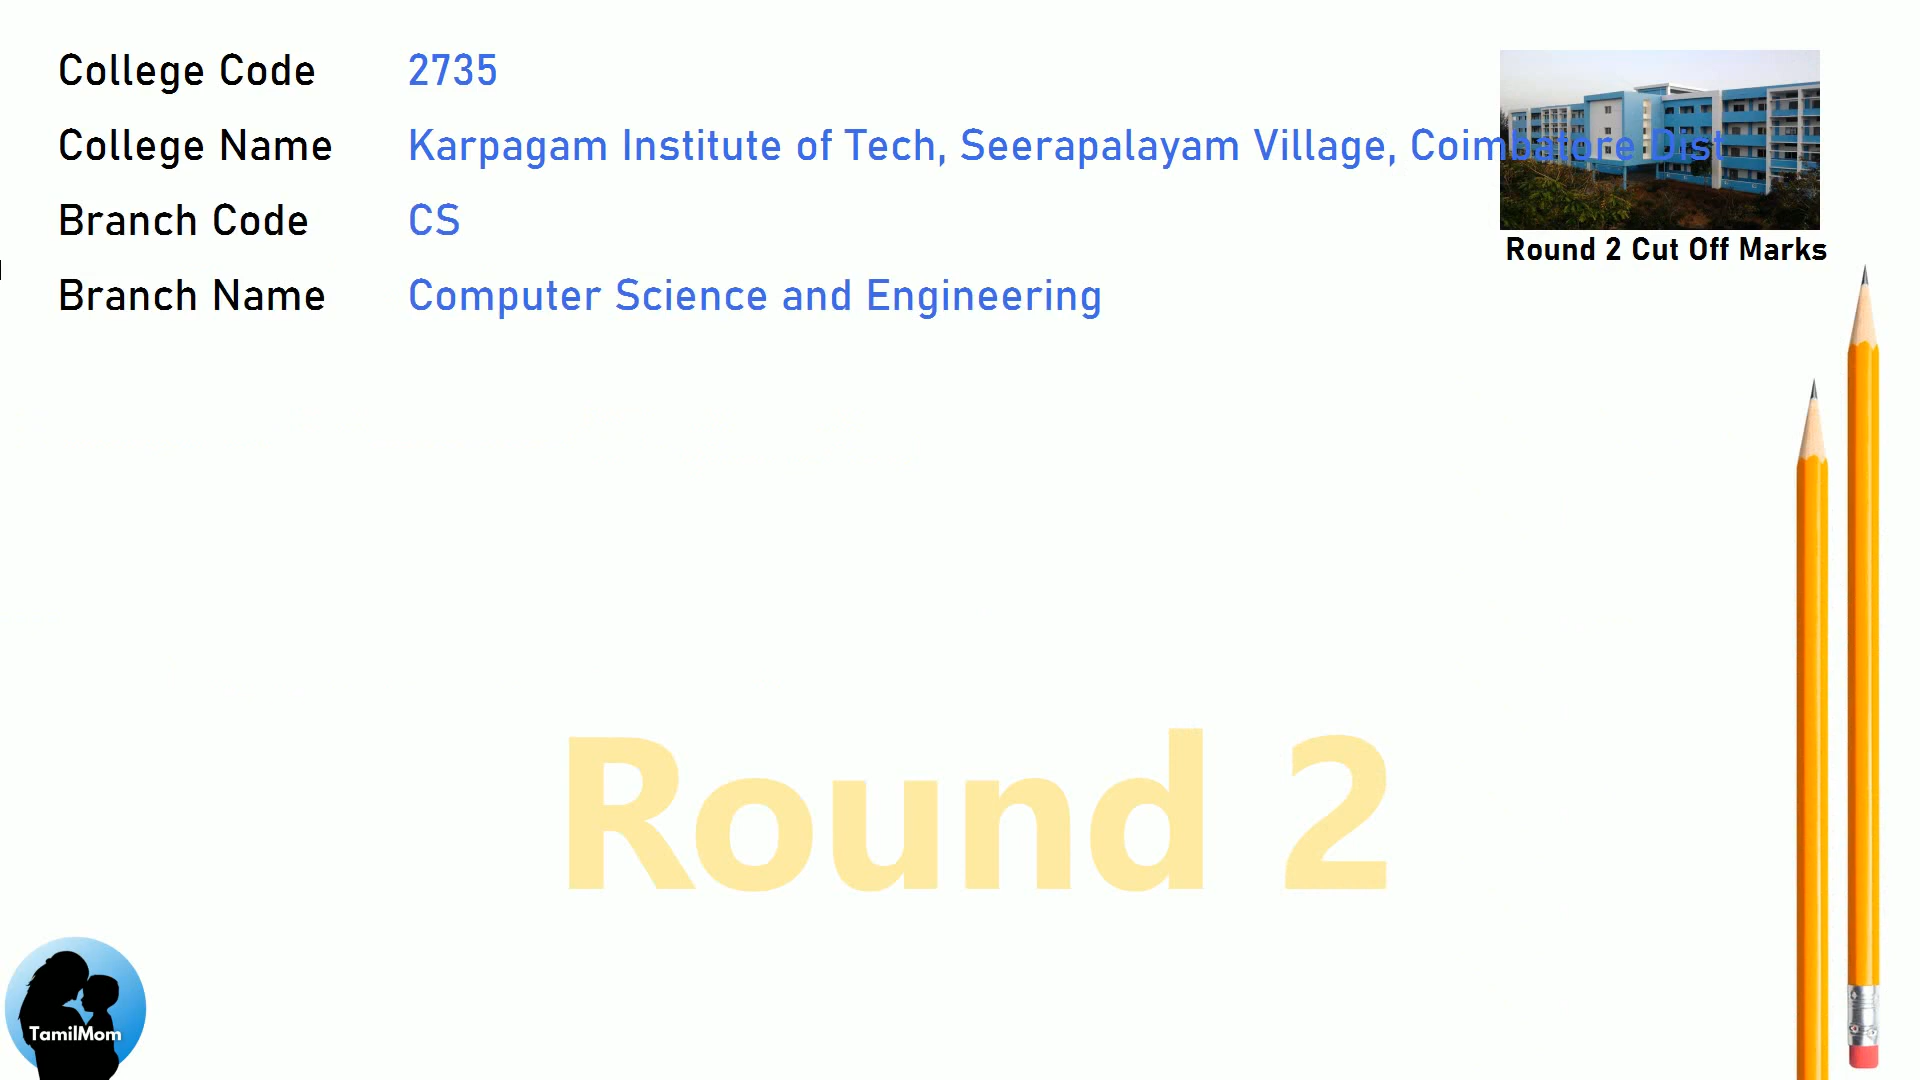 College Code 2735
College Name Karpagam Institute of Tech, Seerapalayam Village, Coimbatore Dist
Branch Code CS
Round 2 Cut Off Marks
Branch Name Computer Science and Engineering
Round 2
TamilMom